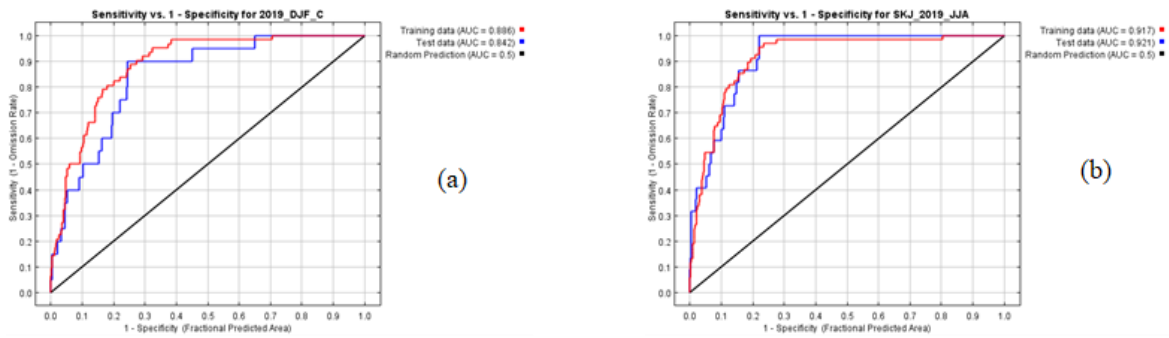 Sensitivity vs. 1 - Specificity for 2019_DJF_C
Training data (AUC = 0.886)
Test data (AUC = 0.842)
Random Prediction (AUC = 0.5)
Sensitivity (1 - Omission Rate)
1.0
0.9
0.8
0.7
0.6
0.5
0.4
0.3
0.2
0.1
0.0
0.0 0.1 0.2 0.3 0.4 0.5 0.6 0.7 0.8 0.9 1.0
1 - Specificity (Fractional Predicted Area)
(a)
Sensitivity vs. 1 - Specificity for SKJ_2019_JJA
Training data (AUC = 0.917)
Test data (AUC = 0.921)
Random Prediction (AUC = 0.5)
Sensitivity (1 - Omission Rate)
1.0
0.9
0.8
0.7
0.6
0.5
0.4
0.3
0.2
0.1
0.0
0.0 0.1 0.2 0.3 0.4 0.5 0.6 0.7 0.8 0.9 1.0
1 - Specificity (Fractional Predicted Area)
(b)